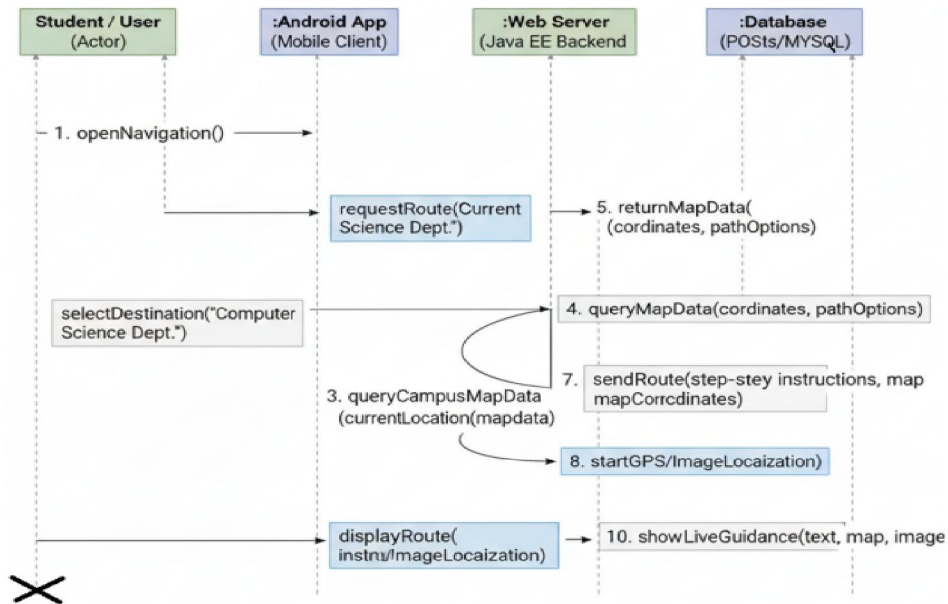 Student / User
(Actor)
:Android App
(Mobile Client)
:Web Server
(Java EE Backend
:Database
(POSts/MYSQL)
1. openNavigation()
requestRoute(Current
Science Dept.")
5. returnMapData(
(cordinates, pathOptions)
selectDestination("Computer
Science Dept.")
4. queryMapData(cordinates, pathOptions)
3. queryCampusMapData
(currentLocation(mapdata)
7. sendRoute(step-stey instructions, map
8. startGPS/ImageLocaization)
displayRoute(
10. showLiveGuidance(text, map, image